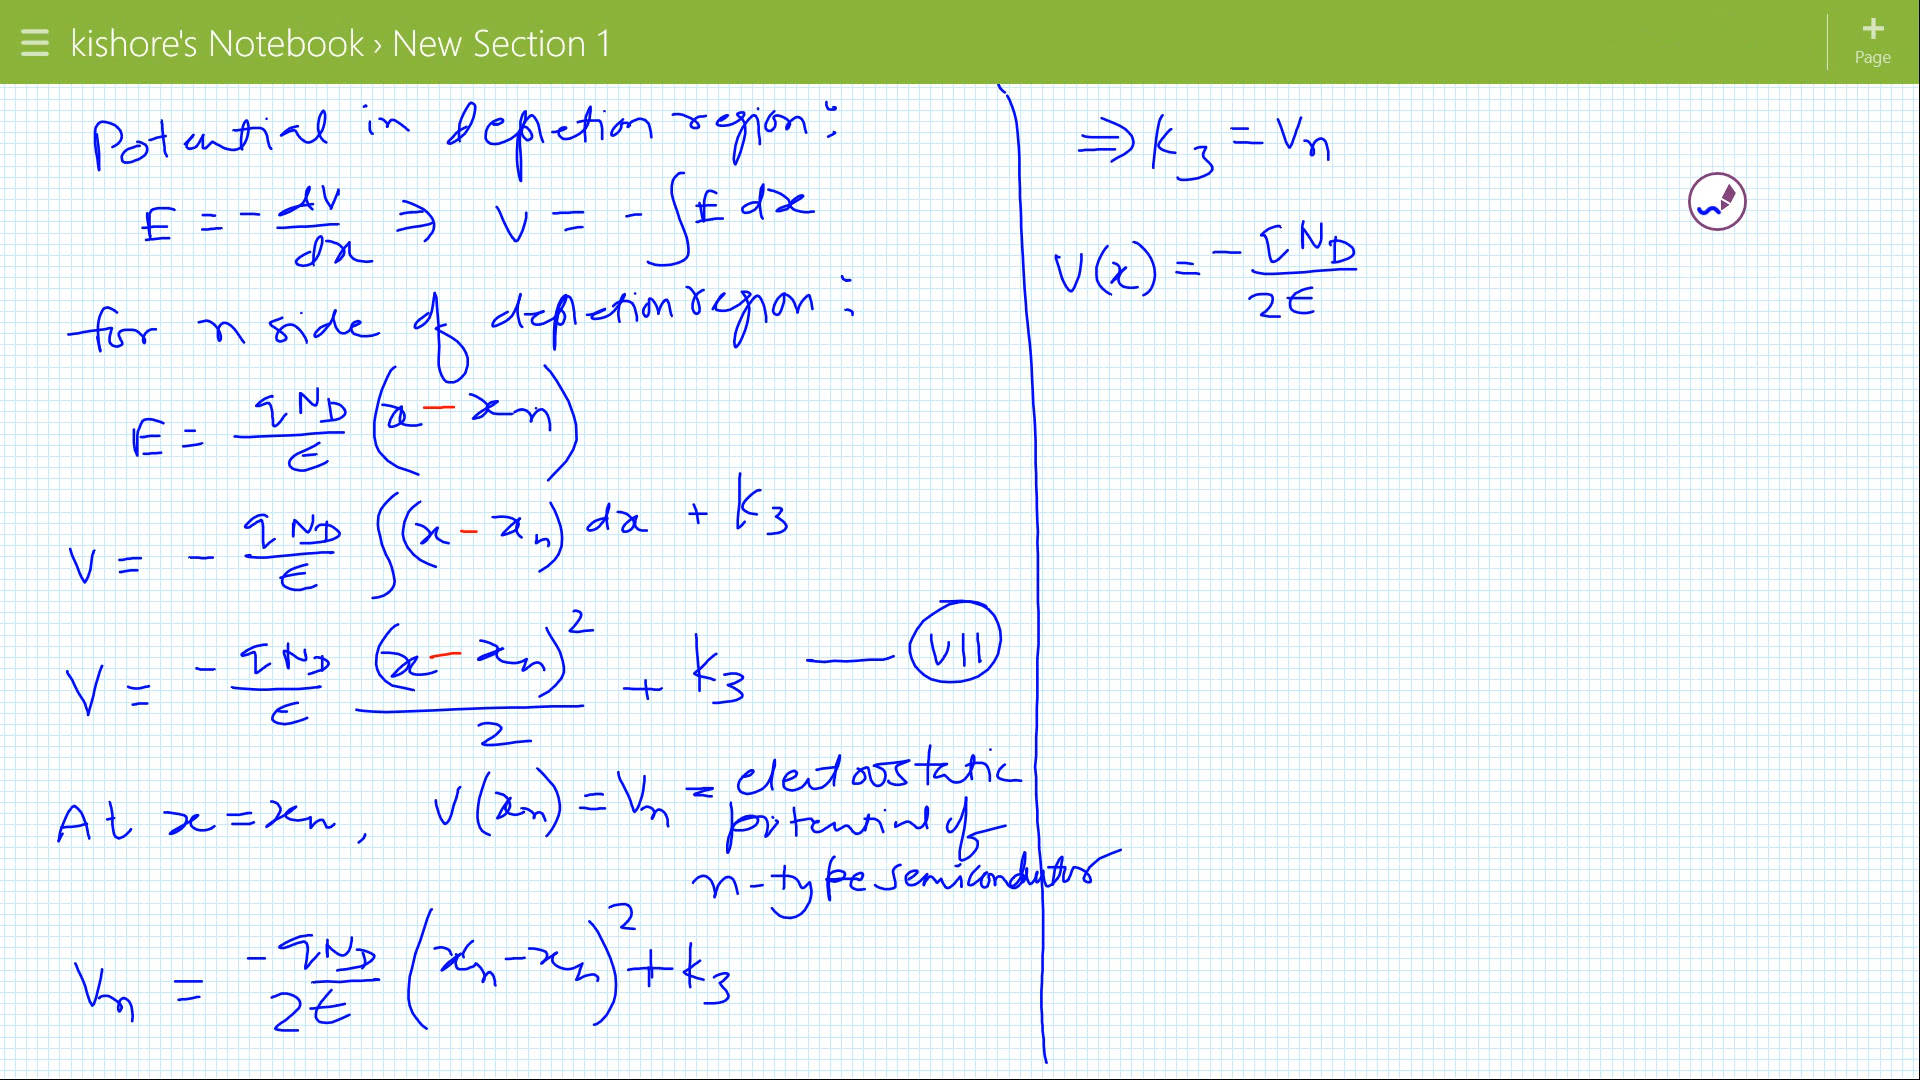 kishore's Notebook › New Section 1
Page
Potential in depletion region:
E = - dV/dx ⇒ V = - ∫ E dx
for n side of depletion region:
E = qN_D/ϵ (x - x_n)
V = - qN_D/ϵ ∫ (x - x_n) dx + k_3
V = - qN_D/ϵ (x - x_n)^2/2 + k_3 — VII
At x = x_n, V(x_n) = V_n = electrostatic
potential of
n-type semiconductor
V_n = - qN_D/2ϵ (x_n - x_n)^2 + k_3
⇒ k_3 = V_n
V(x) = - qN_D/2ϵ